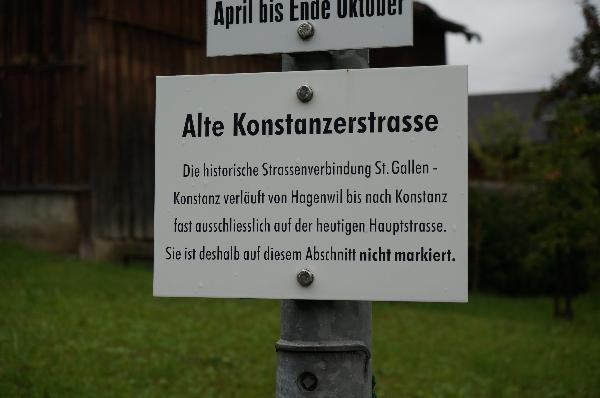 April bis Ende Oktober
Alte Konstanzerstrasse
Die historische Strassenverbindung St. Gallen -
Konstanz verläuft von Hagenwil bis nach Konstanz
fast ausschliesslich auf der heutigen Hauptstrasse.
Sie ist deshalb auf diesem Abschnitt nicht markiert.